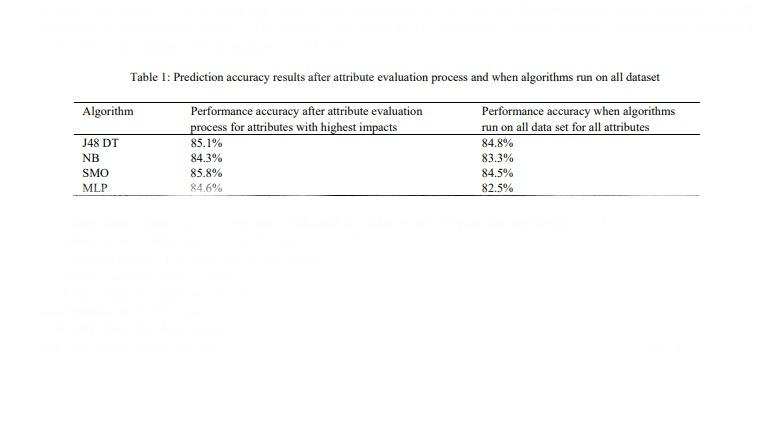 Table 1: Prediction accuracy results after attribute evaluation process and when algorithms run on all dataset
Algorithm Performance accuracy after attribute evaluation Performance accuracy when algorithms
process for attributes with highest impacts run on all data set for all attributes
J48 DT 85.1% 84.8%
NB 84.3% 83.3%
SMO 85.8% 84.5%
MLP 84.6% 82.5%